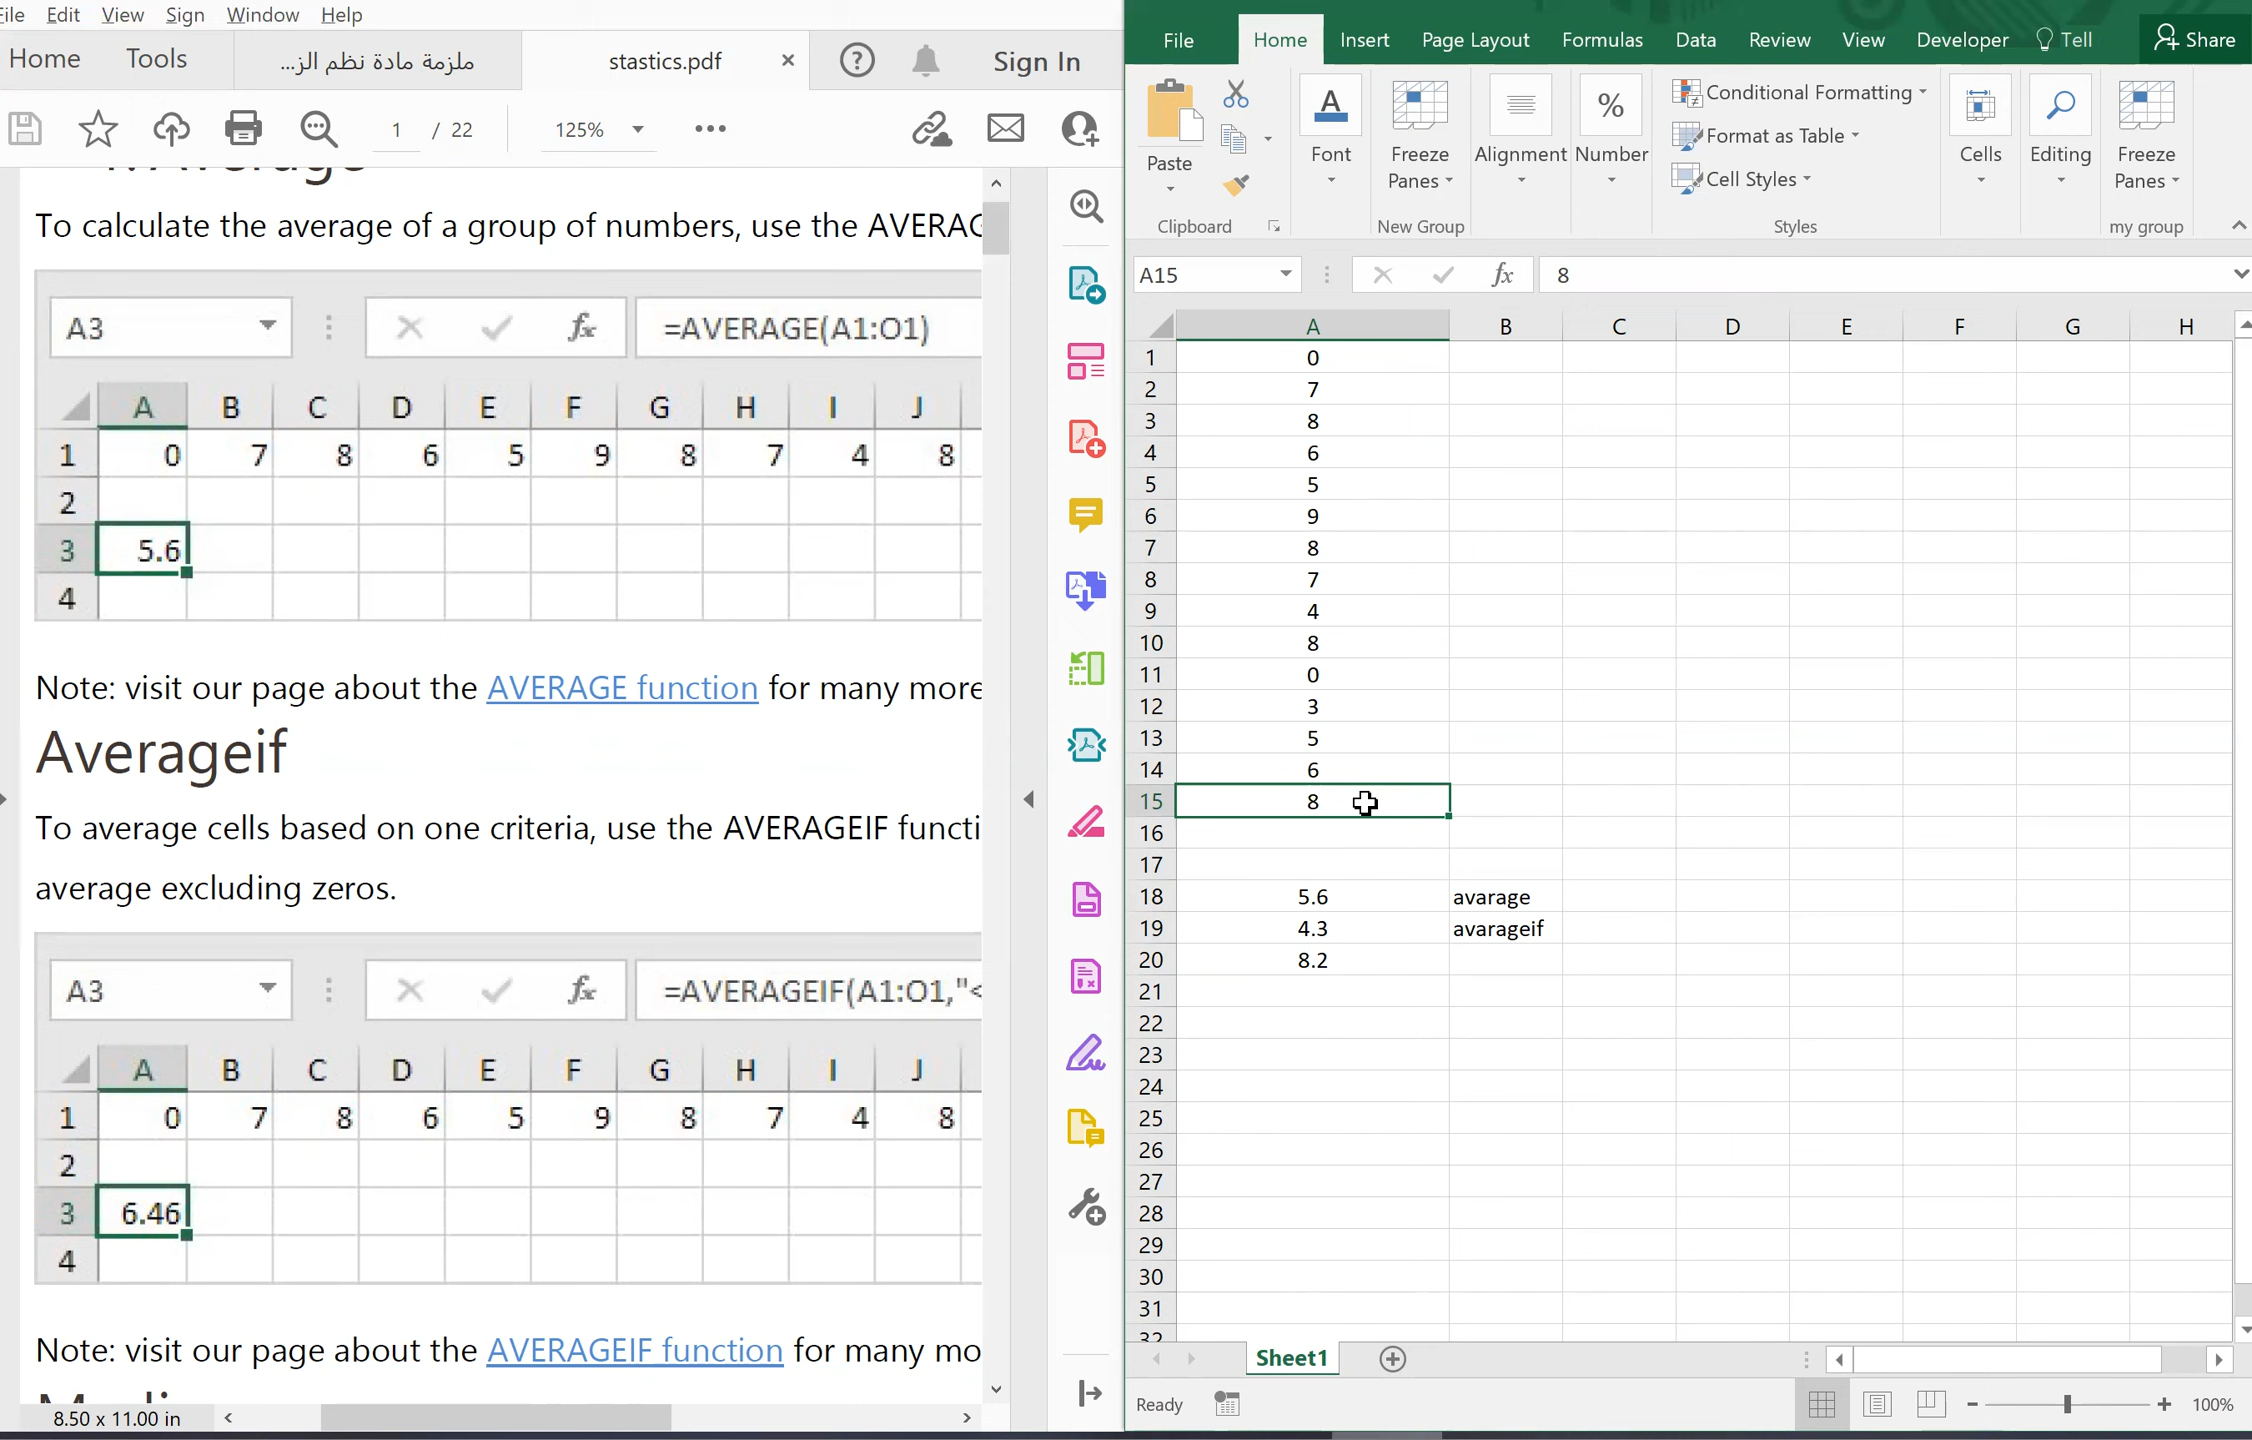 File Edit View Sign Window Help
Home Tools ملزمة مادة نظم الز... stastics.pdf × Sign In
1 / 22 125%
To calculate the average of a group of numbers, use the AVERAG
A3 fx =AVERAGE(A1:O1)
A B C D E F G H I J
1 0 7 8 6 5 9 8 7 4 8
2
3 5.6
4
Note: visit our page about the AVERAGE function for many more
Averageif
To average cells based on one criteria, use the AVERAGEIF functi
average excluding zeros.
A3 fx =AVERAGEIF(A1:O1,"<
A B C D E F G H I J
1 0 7 8 6 5 9 8 7 4 8
2
3 6.46
4
Note: visit our page about the AVERAGEIF function for many mo
8.50 x 11.00 in
File Home Insert Page Layout Formulas Data Review View Developer Tell Share
Paste
Font
Freeze Panes
Alignment
Number
Conditional Formatting
Format as Table
Cell Styles
Cells
Editing
Freeze Panes
Clipboard New Group Styles my group
A15 fx 8
A B C D E F G H
1 0
2 7
3 8
4 6
5 5
6 9
7 8
8 7
9 4
10 8
11 0
12 3
13 5
14 6
15 8
16
17
18 5.6 avarage
19 4.3 avarageif
20 8.2
21
22
23
24
25
26
27
28
29
30
31
32
Sheet1
Ready 100%